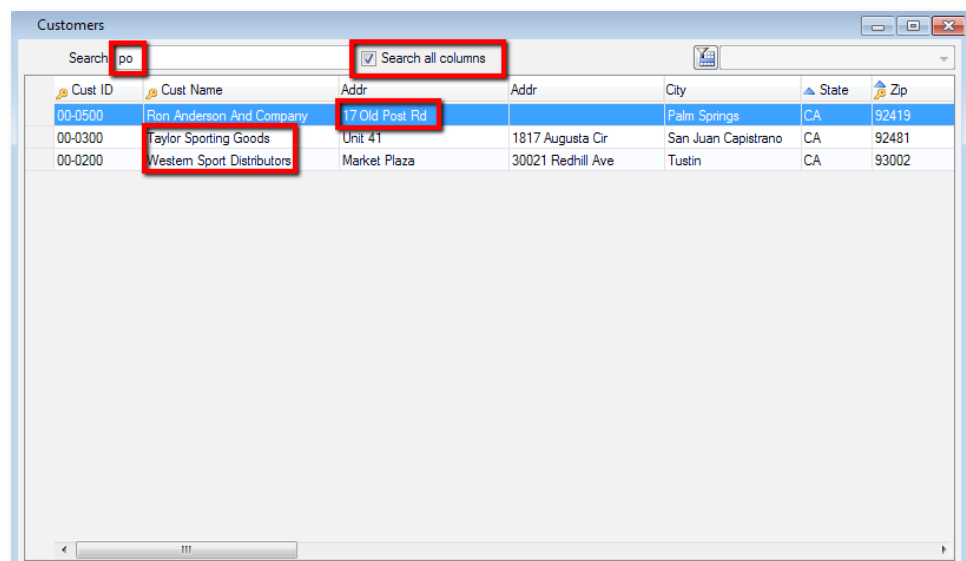 Customers
Search po Search all columns
Cust ID Cust Name Addr Addr City State Zip
00-0500 Ron Anderson And Company 17 Old Post Rd Palm Springs CA 92419
00-0300 Taylor Sporting Goods Unit 41 1817 Augusta Cir San Juan Capistrano CA 92481
00-0200 Western Sport Distributors Market Plaza 30021 Redhill Ave Tustin CA 93002